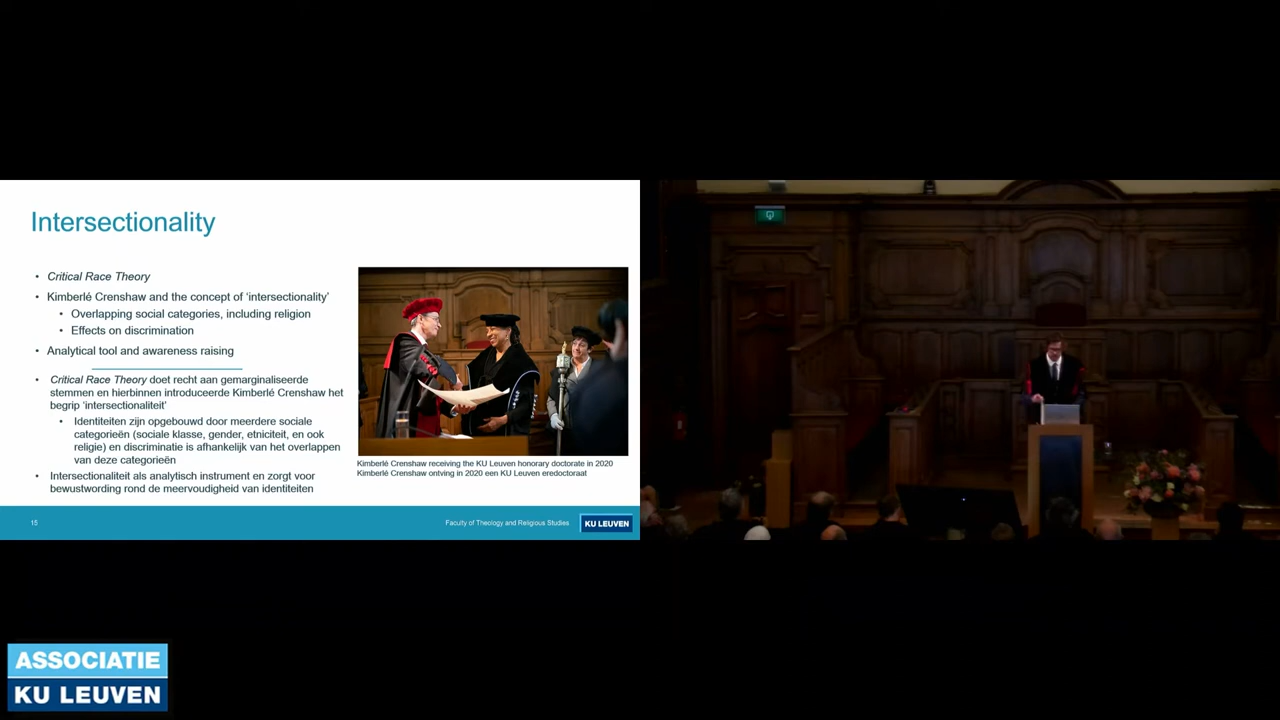 Intersectionality
• Critical Race Theory
• Kimberlé Crenshaw and the concept of ‘intersectionality’
• Overlapping social categories, including religion
• Effects on discrimination
• Analytical tool and awareness raising
• Critical Race Theory doet recht aan gemarginaliseerde
stemmen en hierbinnen introduceerde Kimberlé Crenshaw het
begrip ‘intersectionaliteit’
• Identiteiten zijn opgebouwd door meerdere sociale
categorieën (sociale klasse, gender, etniciteit, en ook
religie) en discriminatie is afhankelijk van het overlappen
van deze categorieën
• Intersectionaliteit als analytisch instrument en zorgt voor
bewustwording rond de meervoudigheid van identiteiten
Kimberlé Crenshaw receiving the KU Leuven honorary doctorate in 2020
Kimberlé Crenshaw ontving in 2020 een KU Leuven eredoctoraat
15
Faculty of Theology and Religious Studies
KU LEUVEN
ASSOCIATIE
KU LEUVEN